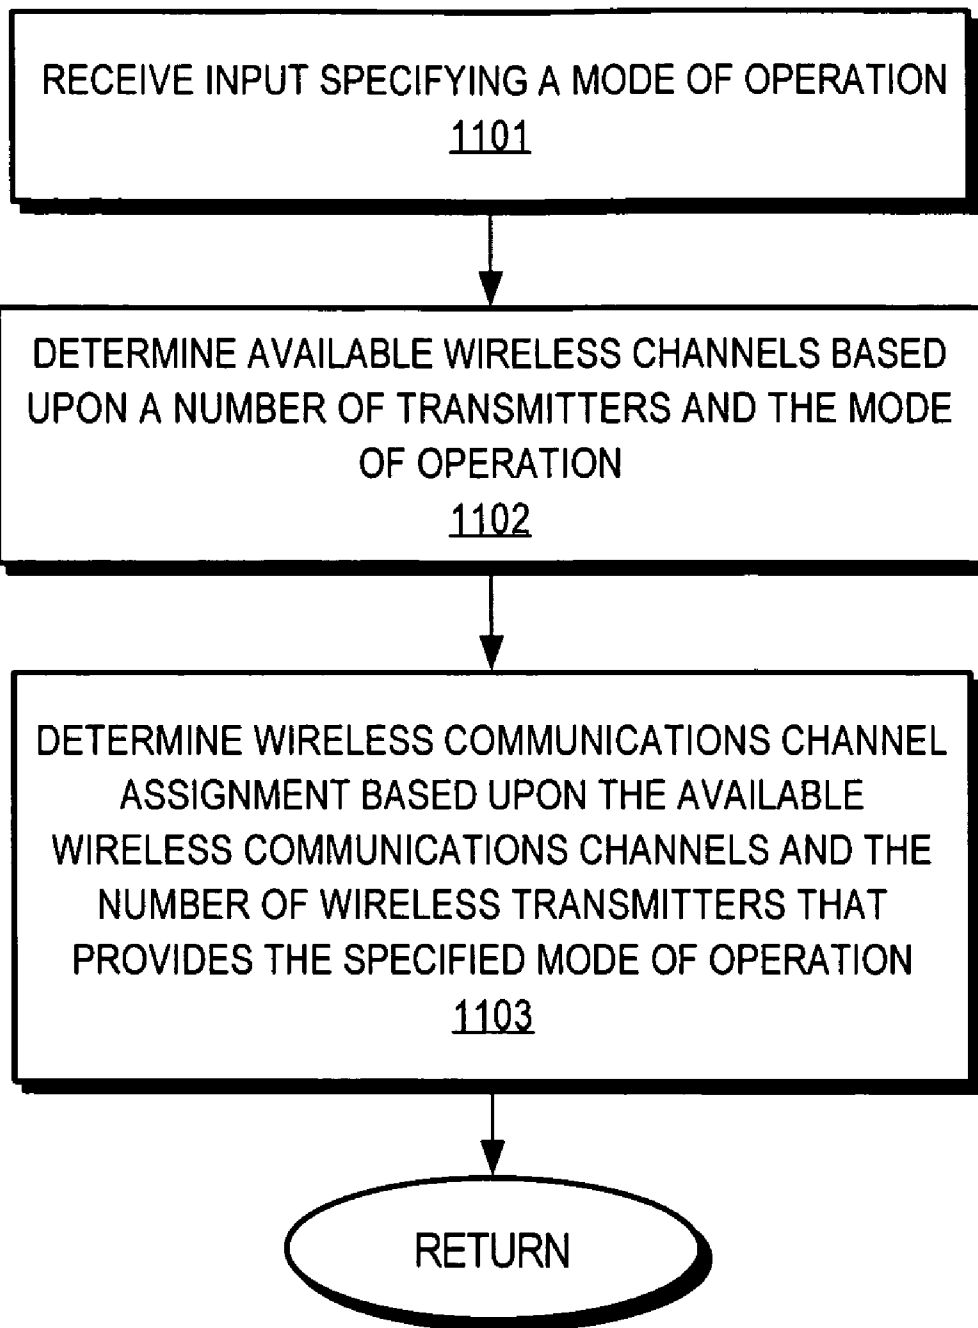 RECEIVE INPUT SPECIFYING A MODE OF OPERATION
1101
DETERMINE AVAILABLE WIRELESS CHANNELS BASED
UPON A NUMBER OF TRANSMITTERS AND THE MODE
OF OPERATION
1102
DETERMINE WIRELESS COMMUNICATIONS CHANNEL
ASSIGNMENT BASED UPON THE AVAILABLE
WIRELESS COMMUNICATIONS CHANNELS AND THE
NUMBER OF WIRELESS TRANSMITTERS THAT
PROVIDES THE SPECIFIED MODE OF OPERATION
1103
RETURN